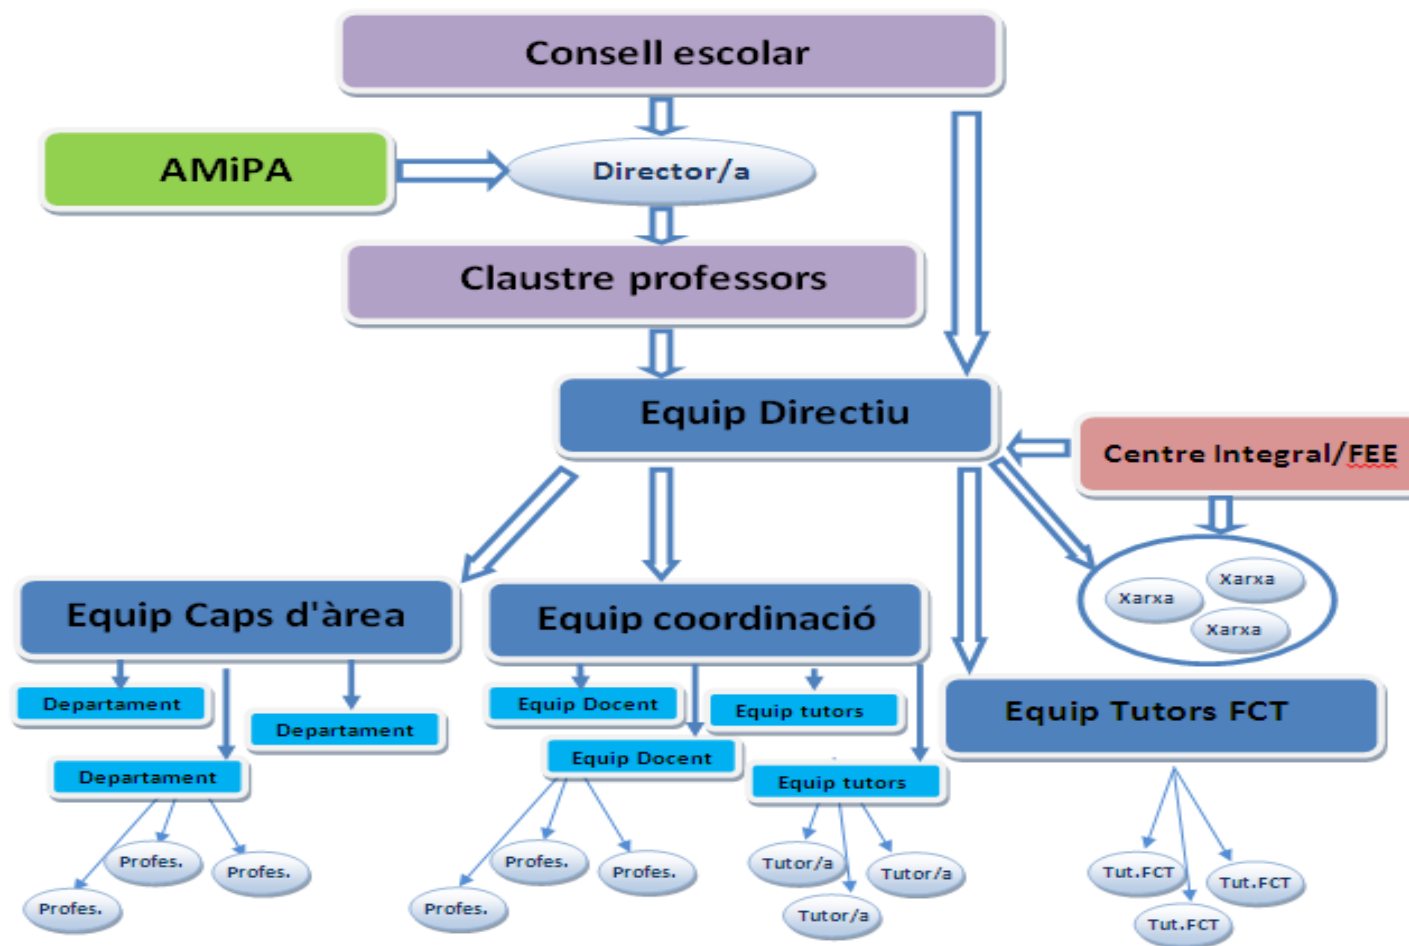 Consell escolar
AMiPA
Director/a
Claustre professors
Equip Directiu
Centre Integral/FEE
Xarxa
Xarxa
Xarxa
Equip Caps d'àrea
Equip coordinació
Equip Tutors FCT
Departament
Departament
Departament
Equip Docent
Equip tutors
Equip Docent
Equip tutors
Profes.
Profes.
Profes.
Profes.
Profes.
Profes.
Tutor/a
Tutor/a
Tutor/a
Tut.FCT
Tut.FCT
Tut.FCT